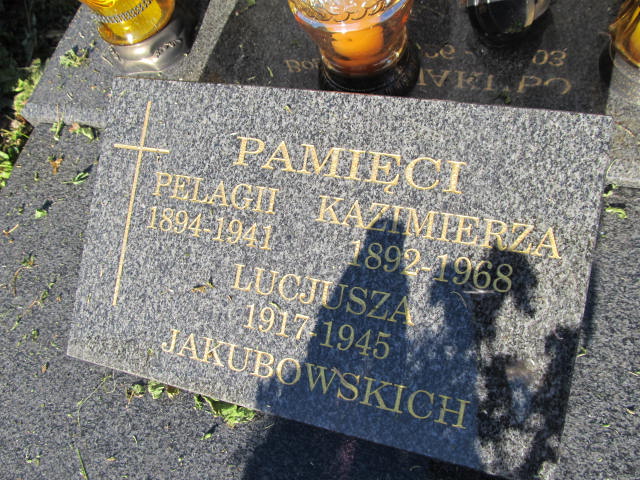 PAMIĘCI
PELAGII KAZIMIERZA
1894-1941 1892-1968
LUCJUSZA
1917-1945
JAKUBOWSKICH